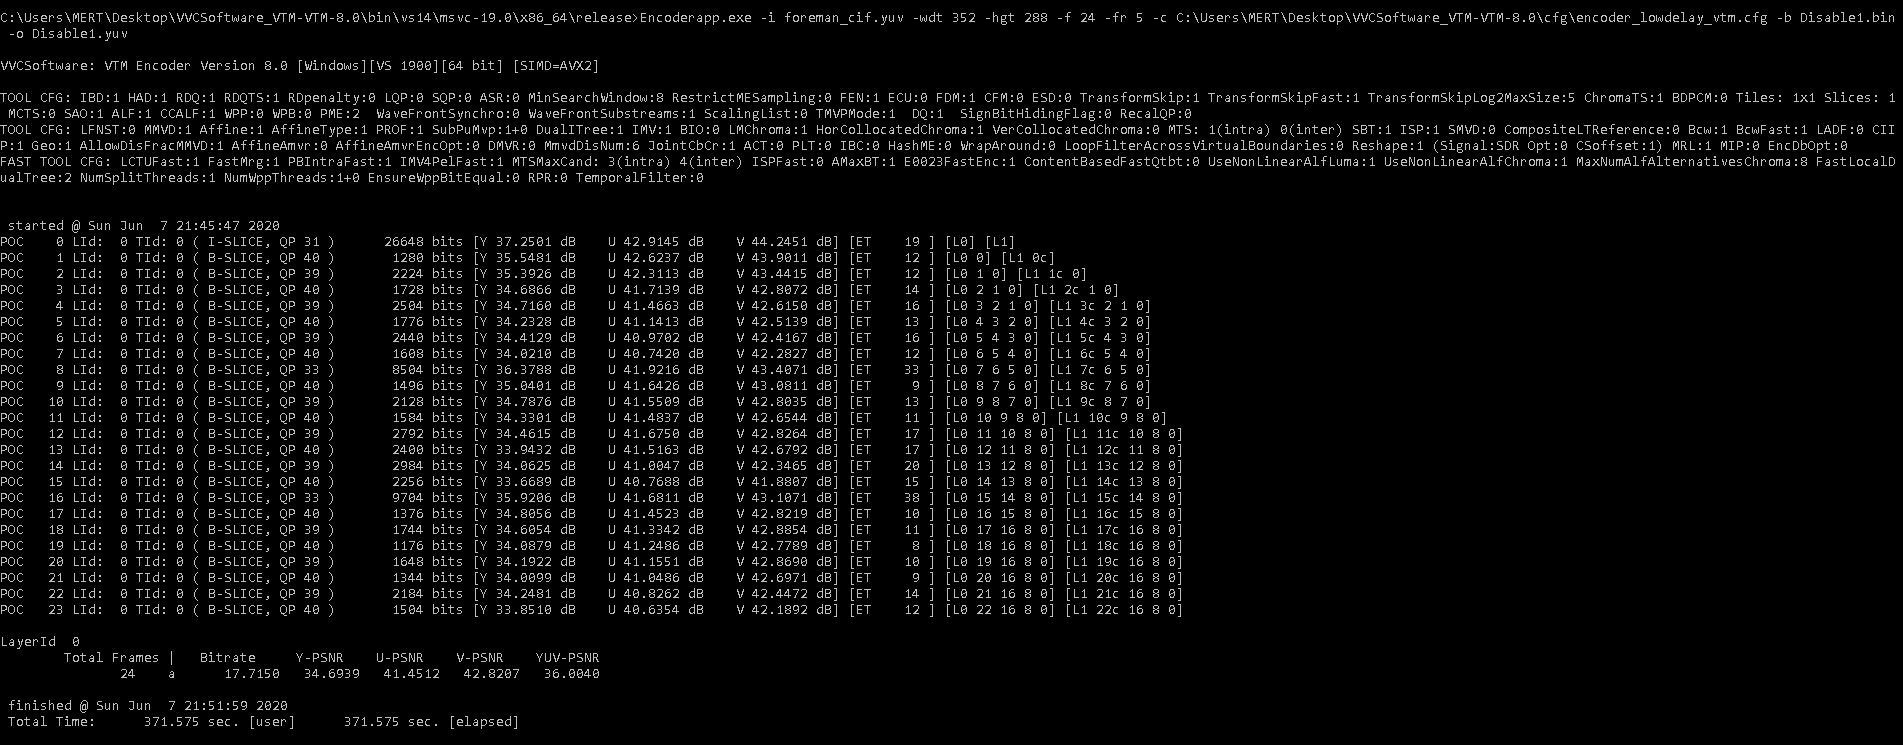 C:\Users\MERT\Desktop\VVCSoftware_VTM-VTM-8.0\bin\vs14\msvc-19.0\x86_64\release>Encoderapp.exe -i foreman_cif.yuv -wdt 352 -hgt 288 -f 24 -fr 5 -c C:\Users\MERT\Desktop\VVCSoftware_VTM-VTM-8.0\cfg\encoder_lowdelay_vtm.cfg -b Disable1.bin
-o Disable1.yuv
VVCSoftware: VTM Encoder Version 8.0 [Windows][VS 1900][64 bit] [SIMD=AVX2]
TOOL CFG: IBD:1 HAD:1 RDQ:1 RDQTS:1 RDpenalty:0 LQP:0 SQP:0 ASR:0 MinSearchWindow:8 RestrictMESampling:0 FEN:1 ECU:0 FDM:1 CFM:0 ESD:0 TransformSkip:1 TransformSkipFast:1 TransformSkipLog2MaxSize:5 ChromaTS:1 BDPCM:0 Tiles: 1x1 Slices: 1
MCTS:0 SAO:1 ALF:1 CCALF:1 WPP:0 WPB:0 PME:2 WaveFrontSynchro:0 WaveFrontSubstreams:1 ScalingList:0 TMVPMode:1 DQ:1 SignBitHidingFlag:0 RecalQP:0
TOOL CFG: LFNST:0 MMVD:1 Affine:1 AffineType:1 PROF:1 SubPuMvp:1+0 DualITree:1 IMV:1 BIO:0 LMChroma:1 HorCollocatedChroma:1 VerCollocatedChroma:0 MTS: 1(intra) 0(inter) SBT:1 ISP:1 SMVD:0 CompositeLTReference:0 Bcw:1 BcwFast:1 LADF:0 CII
P:1 Geo:1 AllowDisFracMMVD:1 AffineAmvr:0 AffineAmvrEncOpt:0 DMVR:0 MmvdDisNum:6 JointCbCr:1 ACT:0 PLT:0 IBC:0 HashME:0 WrapAround:0 LoopFilterAcrossVirtualBoundaries:0 Reshape:1 (Signal:SDR Opt:0 CSoffset:1) MRL:1 MIP:0 EncDbOpt:0
FAST TOOL CFG: LCTUFast:1 FastMrg:1 PBIntraFast:1 IMV4PelFast:1 MTSMaxCand: 3(intra) 4(inter) ISPFast:0 AMaxBT:1 E0023FastEnc:1 ContentBasedFastQtbt:0 UseNonLinearAlfLuma:1 UseNonLinearAlfChroma:1 MaxNumAlfAlternativesChroma:8 FastLocalD
ualTree:2 NumSplitThreads:1 NumWppThreads:1+0 EnsureWppBitEqual:0 RPR:0 TemporalFilter:0
started @ Sun Jun  7 21:45:47 2020
POC 0 LId: 0 TId: 0 ( I-SLICE, QP 31 ) 26648 bits [Y 37.2501 dB U 42.9145 dB V 44.2451 dB] [ET 19 ] [L0] [L1]
POC 1 LId: 0 TId: 0 ( B-SLICE, QP 40 ) 1280 bits [Y 35.5481 dB U 42.6237 dB V 43.9011 dB] [ET 12 ] [L0 0] [L1 0c]
POC 2 LId: 0 TId: 0 ( B-SLICE, QP 39 ) 2224 bits [Y 35.3926 dB U 42.3113 dB V 43.4415 dB] [ET 12 ] [L0 1 0] [L1 1c 0]
POC 3 LId: 0 TId: 0 ( B-SLICE, QP 40 ) 1728 bits [Y 34.6866 dB U 41.7139 dB V 42.8072 dB] [ET 14 ] [L0 2 1 0] [L1 2c 1 0]
POC 4 LId: 0 TId: 0 ( B-SLICE, QP 39 ) 2504 bits [Y 34.7160 dB U 41.4663 dB V 42.6150 dB] [ET 16 ] [L0 3 2 1 0] [L1 3c 2 1 0]
POC 5 LId: 0 TId: 0 ( B-SLICE, QP 40 ) 1776 bits [Y 34.2328 dB U 41.1413 dB V 42.5139 dB] [ET 13 ] [L0 4 3 2 0] [L1 4c 3 2 0]
POC 6 LId: 0 TId: 0 ( B-SLICE, QP 39 ) 2440 bits [Y 34.4129 dB U 40.9702 dB V 42.4167 dB] [ET 16 ] [L0 5 4 3 0] [L1 5c 4 3 0]
POC 7 LId: 0 TId: 0 ( B-SLICE, QP 40 ) 1608 bits [Y 34.0210 dB U 40.7420 dB V 42.2827 dB] [ET 12 ] [L0 6 5 4 0] [L1 6c 5 4 0]
POC 8 LId: 0 TId: 0 ( B-SLICE, QP 33 ) 8504 bits [Y 36.3788 dB U 41.9216 dB V 43.4071 dB] [ET 33 ] [L0 7 6 5 0] [L1 7c 6 5 0]
POC 9 LId: 0 TId: 0 ( B-SLICE, QP 40 ) 1496 bits [Y 35.0401 dB U 41.6426 dB V 43.0811 dB] [ET 9 ] [L0 8 7 6 0] [L1 8c 7 6 0]
POC 10 LId: 0 TId: 0 ( B-SLICE, QP 39 ) 2128 bits [Y 34.7876 dB U 41.5509 dB V 42.8035 dB] [ET 13 ] [L0 9 8 7 0] [L1 9c 8 7 0]
POC 11 LId: 0 TId: 0 ( B-SLICE, QP 40 ) 1584 bits [Y 34.3301 dB U 41.4837 dB V 42.6544 dB] [ET 11 ] [L0 10 9 8 0] [L1 10c 9 8 0]
POC 12 LId: 0 TId: 0 ( B-SLICE, QP 39 ) 2792 bits [Y 34.4615 dB U 41.6750 dB V 42.8264 dB] [ET 17 ] [L0 11 10 8 0] [L1 11c 10 8 0]
POC 13 LId: 0 TId: 0 ( B-SLICE, QP 40 ) 2400 bits [Y 33.9432 dB U 41.5163 dB V 42.6792 dB] [ET 17 ] [L0 12 11 8 0] [L1 12c 11 8 0]
POC 14 LId: 0 TId: 0 ( B-SLICE, QP 39 ) 2984 bits [Y 34.0625 dB U 41.0047 dB V 42.3465 dB] [ET 20 ] [L0 13 12 8 0] [L1 13c 12 8 0]
POC 15 LId: 0 TId: 0 ( B-SLICE, QP 40 ) 2256 bits [Y 33.6689 dB U 40.7688 dB V 41.8807 dB] [ET 15 ] [L0 14 13 8 0] [L1 14c 13 8 0]
POC 16 LId: 0 TId: 0 ( B-SLICE, QP 33 ) 9704 bits [Y 35.9206 dB U 41.6811 dB V 43.1071 dB] [ET 38 ] [L0 15 14 8 0] [L1 15c 14 8 0]
POC 17 LId: 0 TId: 0 ( B-SLICE, QP 40 ) 1376 bits [Y 34.8056 dB U 41.4523 dB V 42.8219 dB] [ET 10 ] [L0 16 15 8 0] [L1 16c 15 8 0]
POC 18 LId: 0 TId: 0 ( B-SLICE, QP 39 ) 1744 bits [Y 34.6054 dB U 41.3342 dB V 42.8854 dB] [ET 11 ] [L0 17 16 8 0] [L1 17c 16 8 0]
POC 19 LId: 0 TId: 0 ( B-SLICE, QP 40 ) 1176 bits [Y 34.0879 dB U 41.2486 dB V 42.7789 dB] [ET 8 ] [L0 18 16 8 0] [L1 18c 16 8 0]
POC 20 LId: 0 TId: 0 ( B-SLICE, QP 39 ) 1648 bits [Y 34.1922 dB U 41.1551 dB V 42.8690 dB] [ET 10 ] [L0 19 16 8 0] [L1 19c 16 8 0]
POC 21 LId: 0 TId: 0 ( B-SLICE, QP 40 ) 1344 bits [Y 34.0099 dB U 41.0486 dB V 42.6971 dB] [ET 9 ] [L0 20 16 8 0] [L1 20c 16 8 0]
POC 22 LId: 0 TId: 0 ( B-SLICE, QP 39 ) 2184 bits [Y 34.2481 dB U 40.8262 dB V 42.4472 dB] [ET 14 ] [L0 21 16 8 0] [L1 21c 16 8 0]
POC 23 LId: 0 TId: 0 ( B-SLICE, QP 40 ) 1504 bits [Y 33.8510 dB U 40.6354 dB V 42.1892 dB] [ET 12 ] [L0 22 16 8 0] [L1 22c 16 8 0]
LayerId 0
Total Frames | Bitrate Y-PSNR U-PSNR V-PSNR YUV-PSNR
24 a 17.7150 34.6939 41.4512 42.8207 36.0040
finished @ Sun Jun  7 21:51:59 2020
Total Time: 371.575 sec. [user] 371.575 sec. [elapsed]